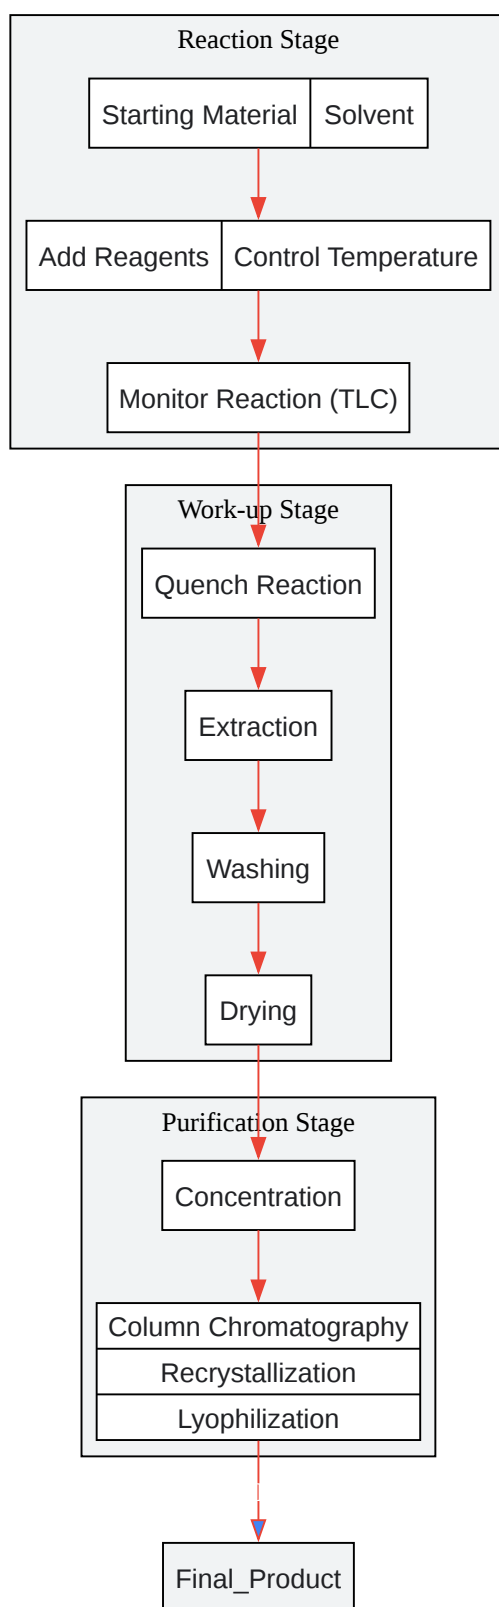 Reaction Stage
Starting Material Solvent
Add Reagents Control Temperature
Monitor Reaction (TLC)
Work-up Stage
Quench Reaction
Extraction
Washing
Drying
Purification Stage
Concentration
Column Chromatography
Recrystallization
Lyophilization
Final_Product